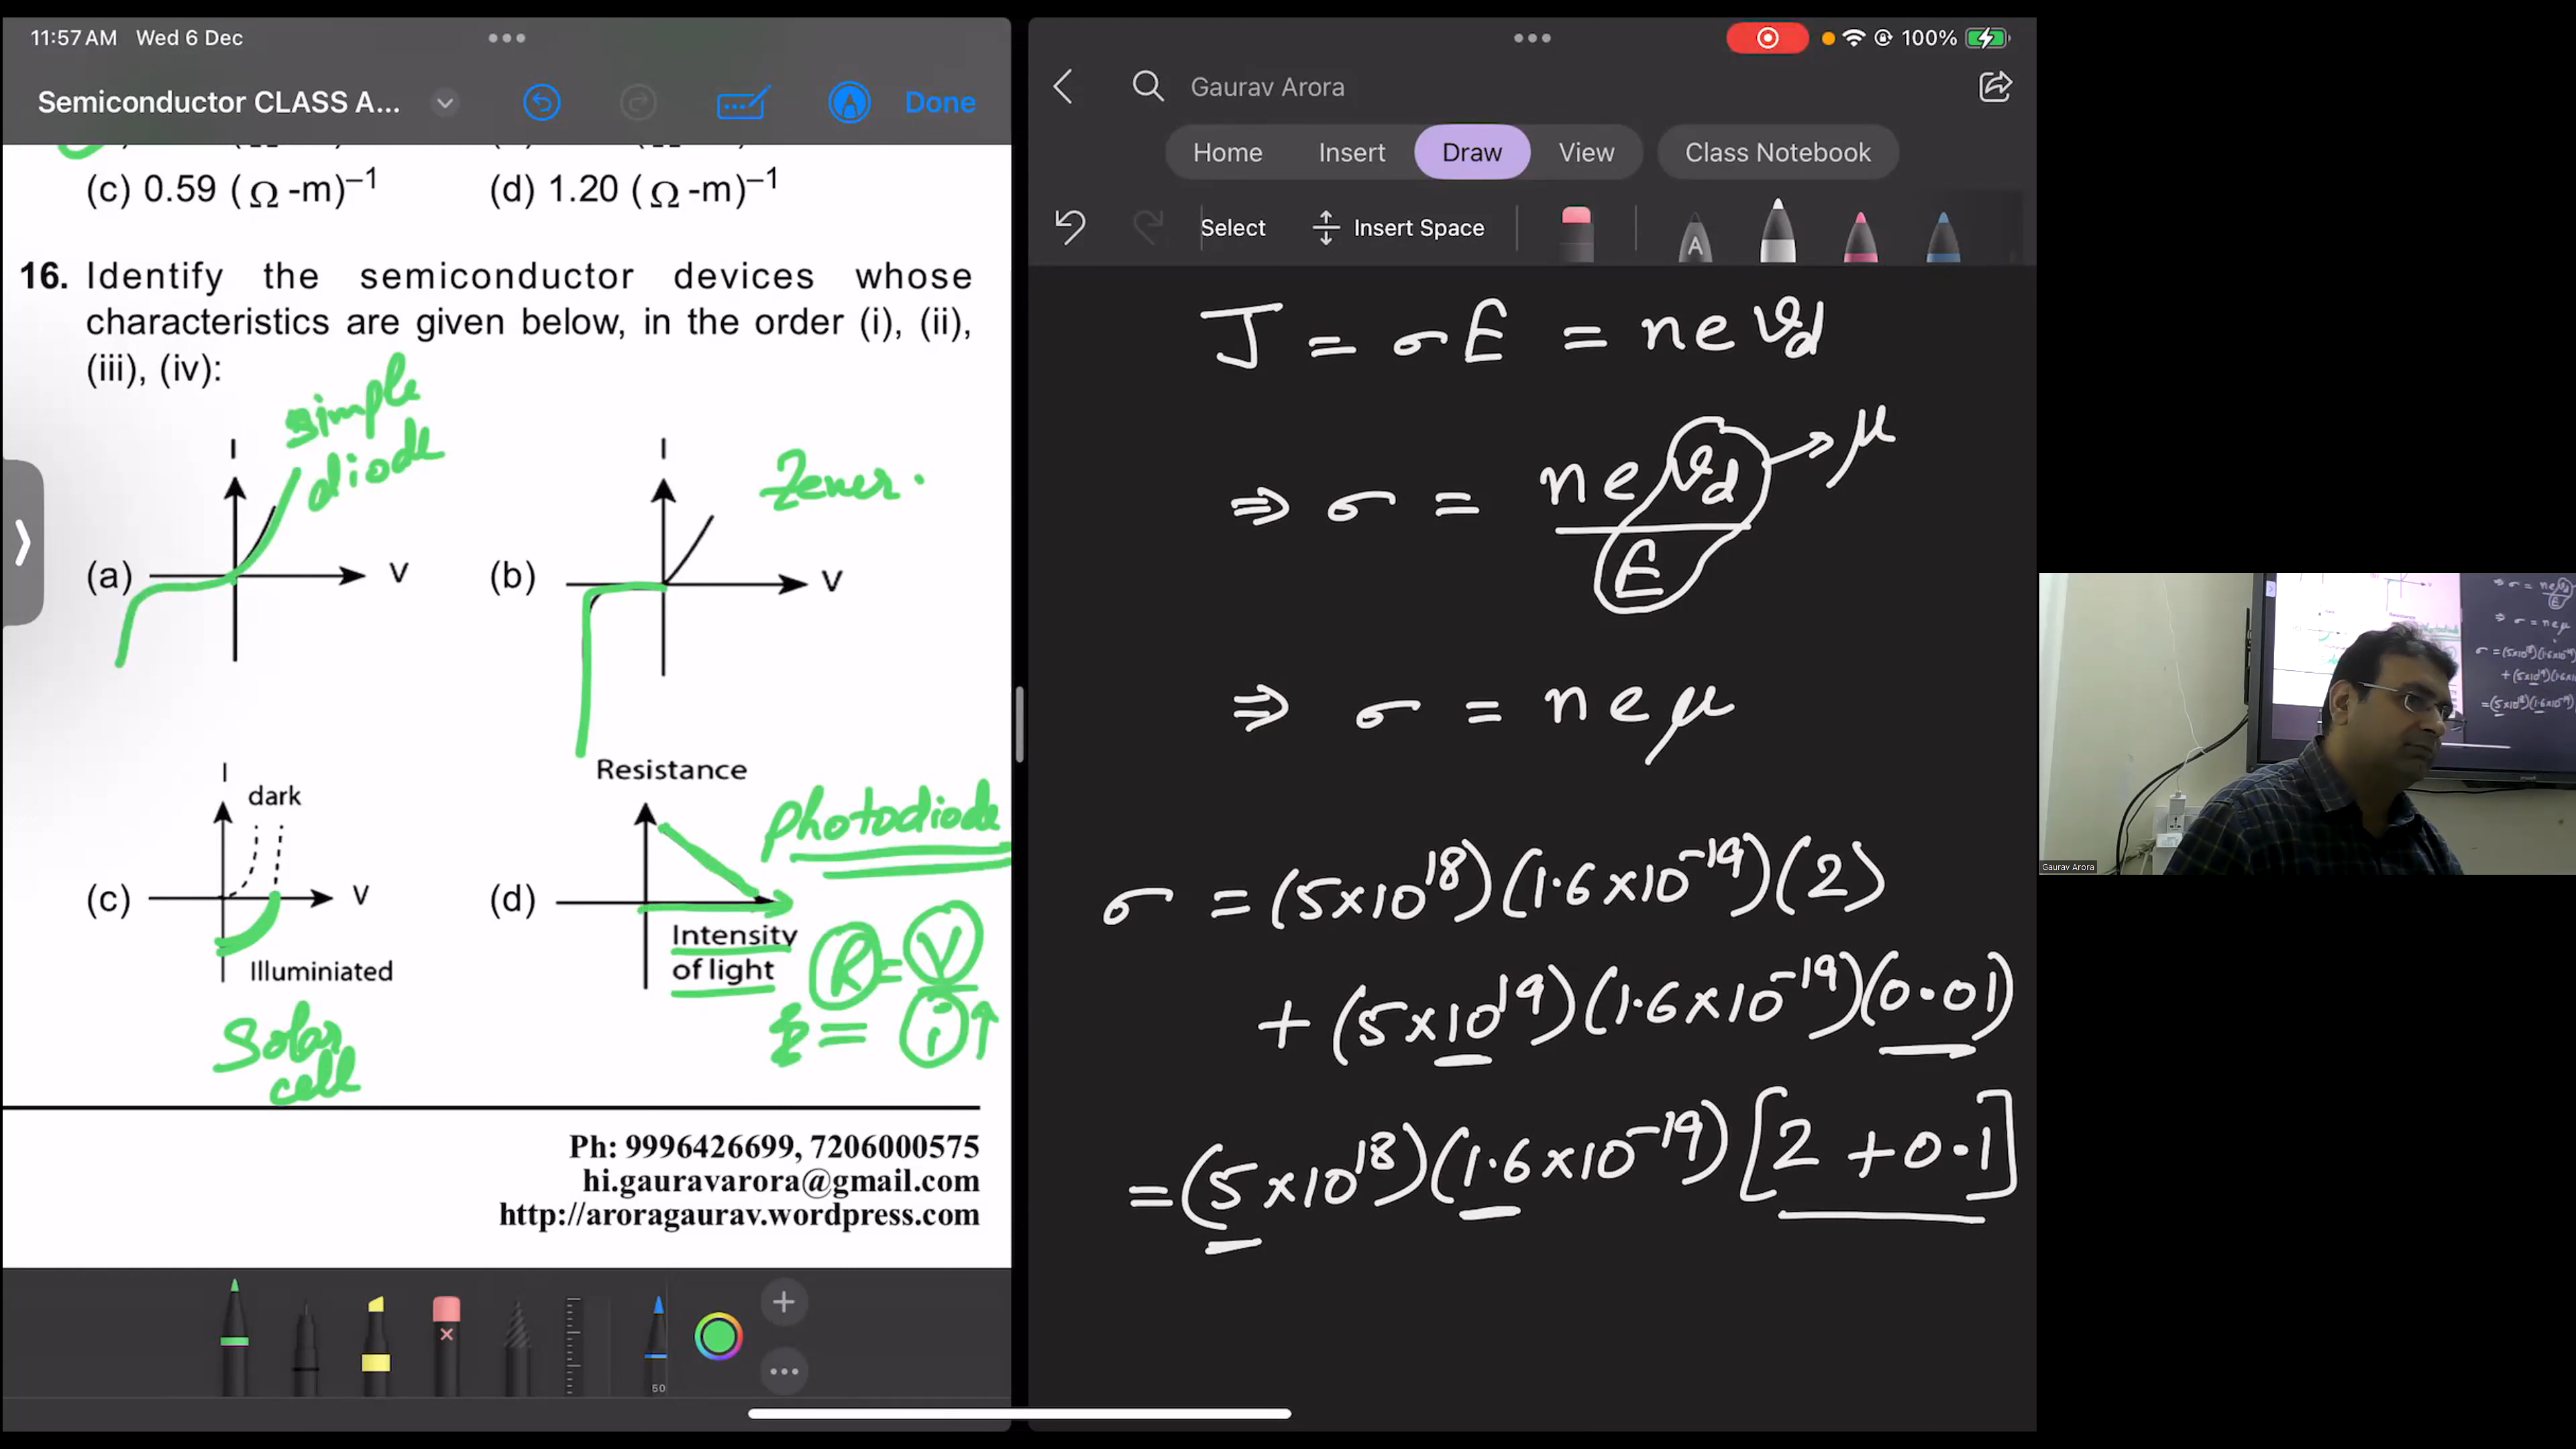 11:57 AM Wed 6 Dec
Semiconductor CLASS A... Done
(c) 0.59 (Ω -m)⁻¹ (d) 1.20 (Ω -m)⁻¹
16. Identify the semiconductor devices whose
characteristics are given below, in the order (i), (ii),
(iii), (iv):
simple
diode
I
(a) V
Zener.
I
(b) V
I
dark
(c) V
Illuminiated
Solar
cell
Resistance
Photodiode
(d)
Intensity
of light
R = V
= i ↑
Ph: 9996426699, 7206000575
hi.gauravarora@gmail.com
http://aroragaurav.wordpress.com
50
100%
Gaurav Arora
Home Insert Draw View Class Notebook
Select Insert Space A
J = σE = nev_d
⇒ σ = nev_d/E → μ
⇒ σ = neμ
σ = (5×10¹⁸)(1.6×10⁻¹⁹)(2)
+ (5×10¹⁹)(1.6×10⁻¹⁹)(0.01)
= (5×10¹⁸)(1.6×10⁻¹⁹)[2 + 0.1]
Gaurav Arora